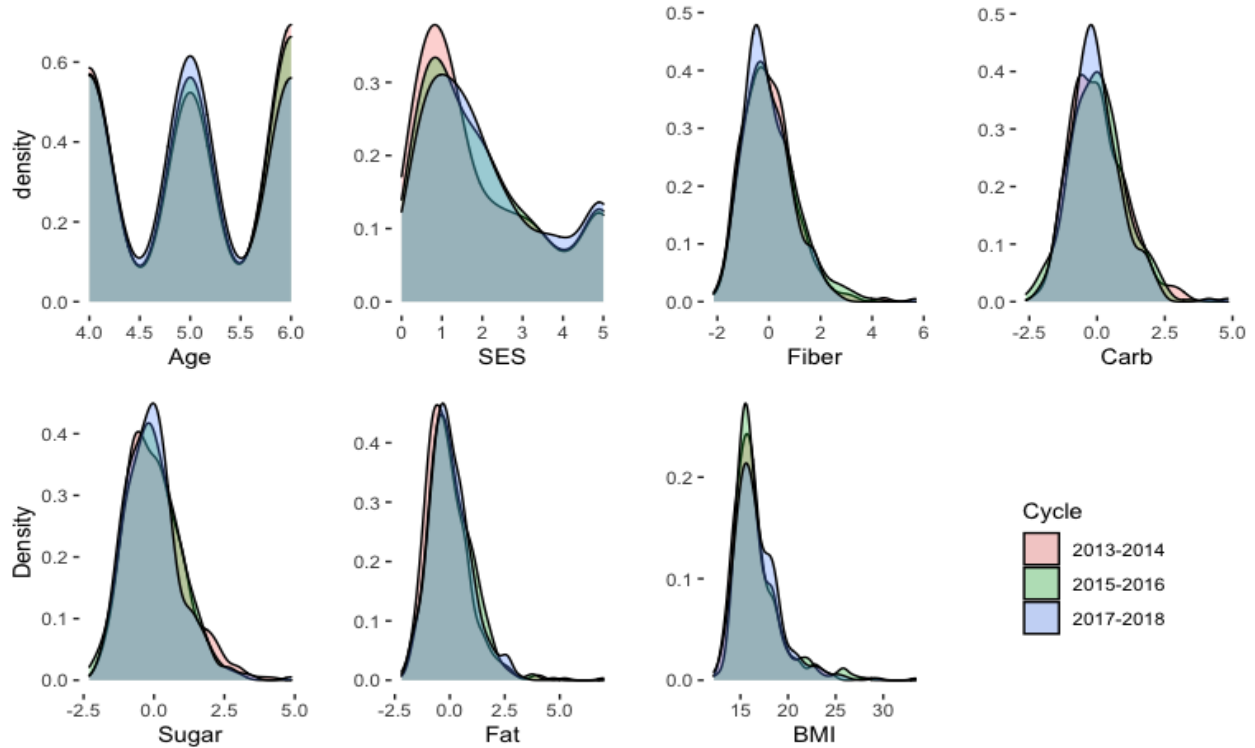 density
0.6
0.4
0.2
0.0
4.0 4.5 5.0 5.5 6.0
Age
0.3
0.2
0.1
0.0
0 1 2 3 4 5
SES
0.5
0.4
0.3
0.2
0.1
0.0
-2 0 2 4 6
Fiber
0.5
0.4
0.3
0.2
0.1
0.0
-2.5 0.0 2.5 5.0
Carb
Density
0.4
0.3
0.2
0.1
0.0
-2.5 0.0 2.5 5.0
Sugar
0.4
0.3
0.2
0.1
0.0
-2.5 0.0 2.5 5.0
Fat
0.2
0.1
0.0
15 20 25 30
BMI
Cycle
2013-2014
2015-2016
2017-2018